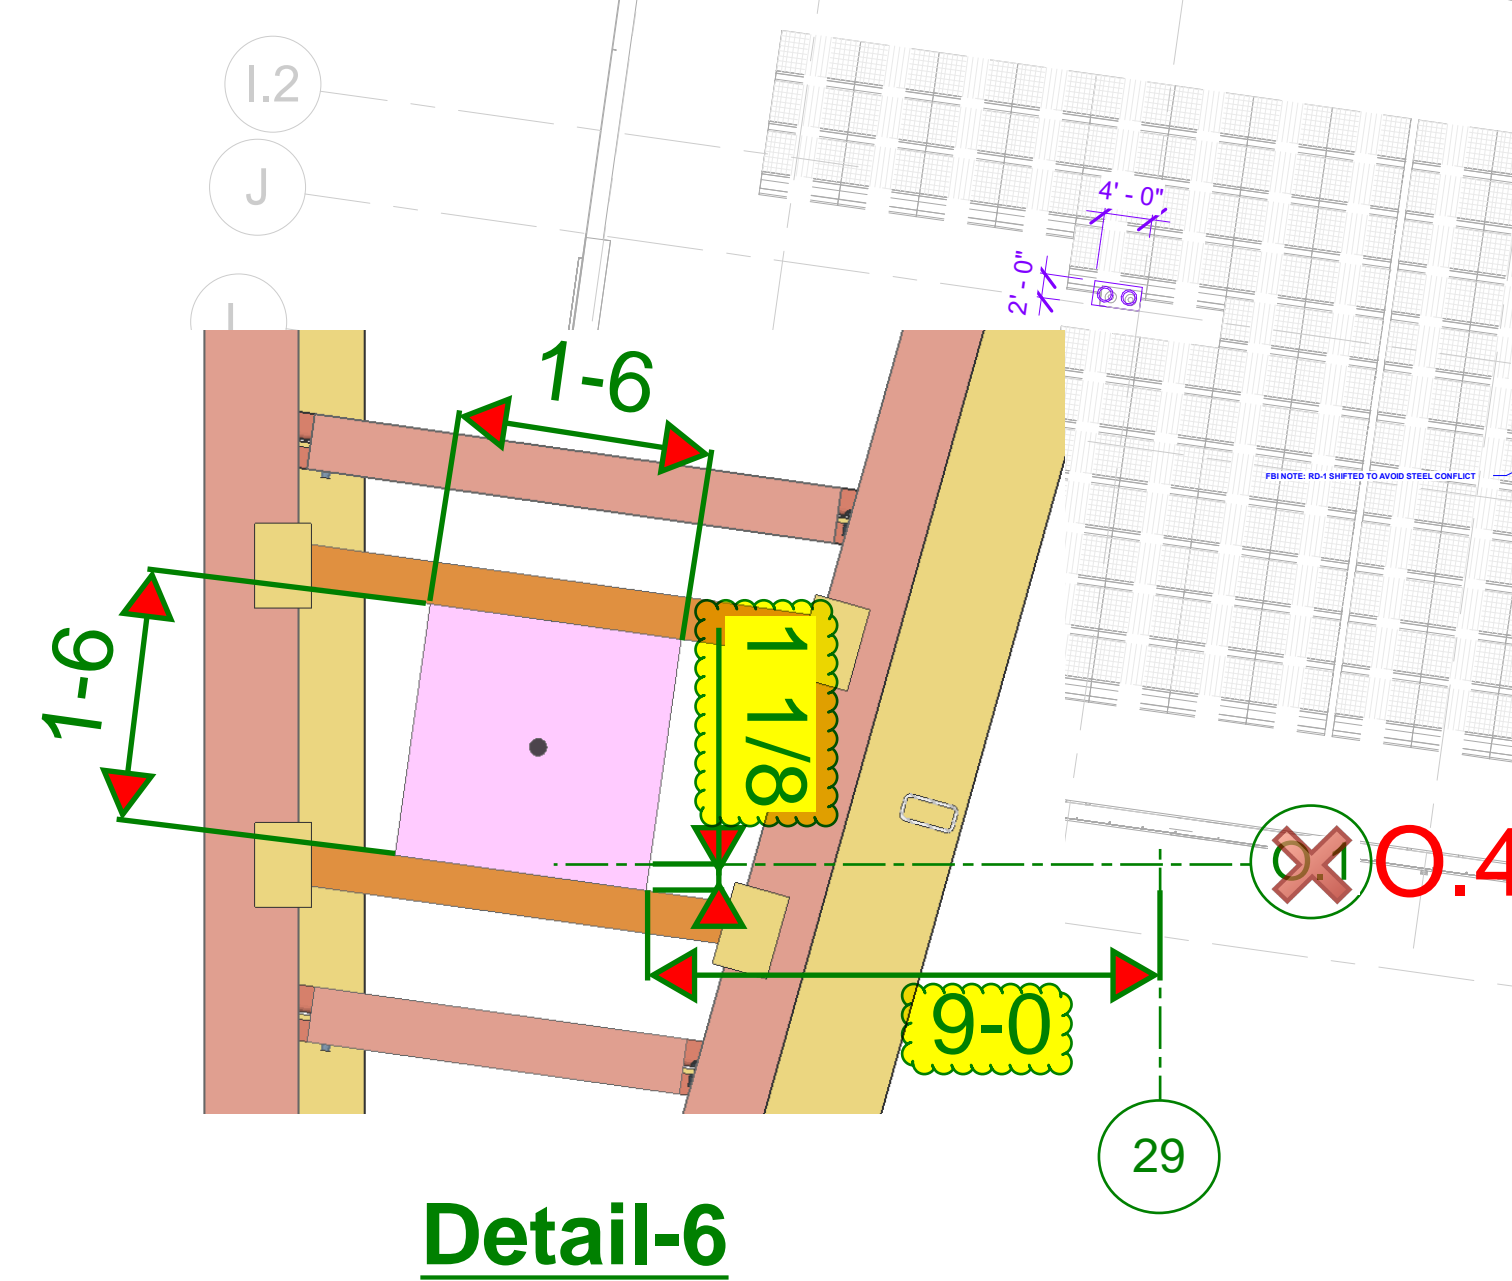 I.2
J
4' - 0"
2' - 0"
1-6
FBI NOTE: RD-1 SHIFTED TO AVOID STEEL CONFLICT
1-6
1 1/8
O.1
O.4
9-0
29
Detail-6